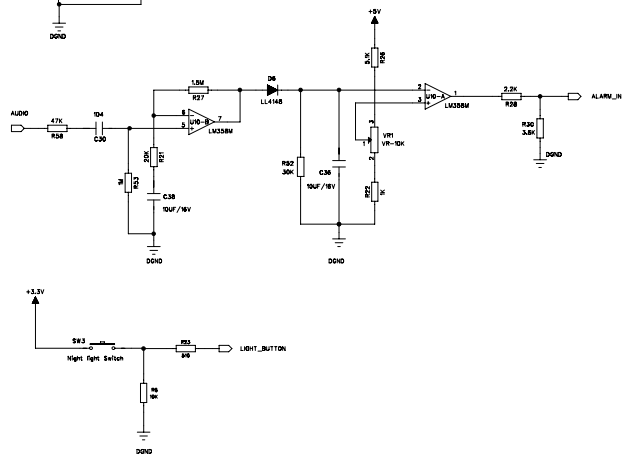 DGND
+5V
5.1K
R26
1.5M
R27
D6
LL4148
AUDIO
47K
R58
104
C30
6
5
7
U10-B
LM358M
2
3
1
U10-A
LM358M
2.2K
R28
ALARM_IN
R30
3.6K
DGND
20K
R21
1M
R53
C38
10UF/16V
30K
C36
10UF/16V
3
1
2
VR1
VR-10K
R22
1K
DGND
DGND
+3.3V
SW3
Night light Switch
R23
510
LIGHT_BUTTON
R6
10K
DGND